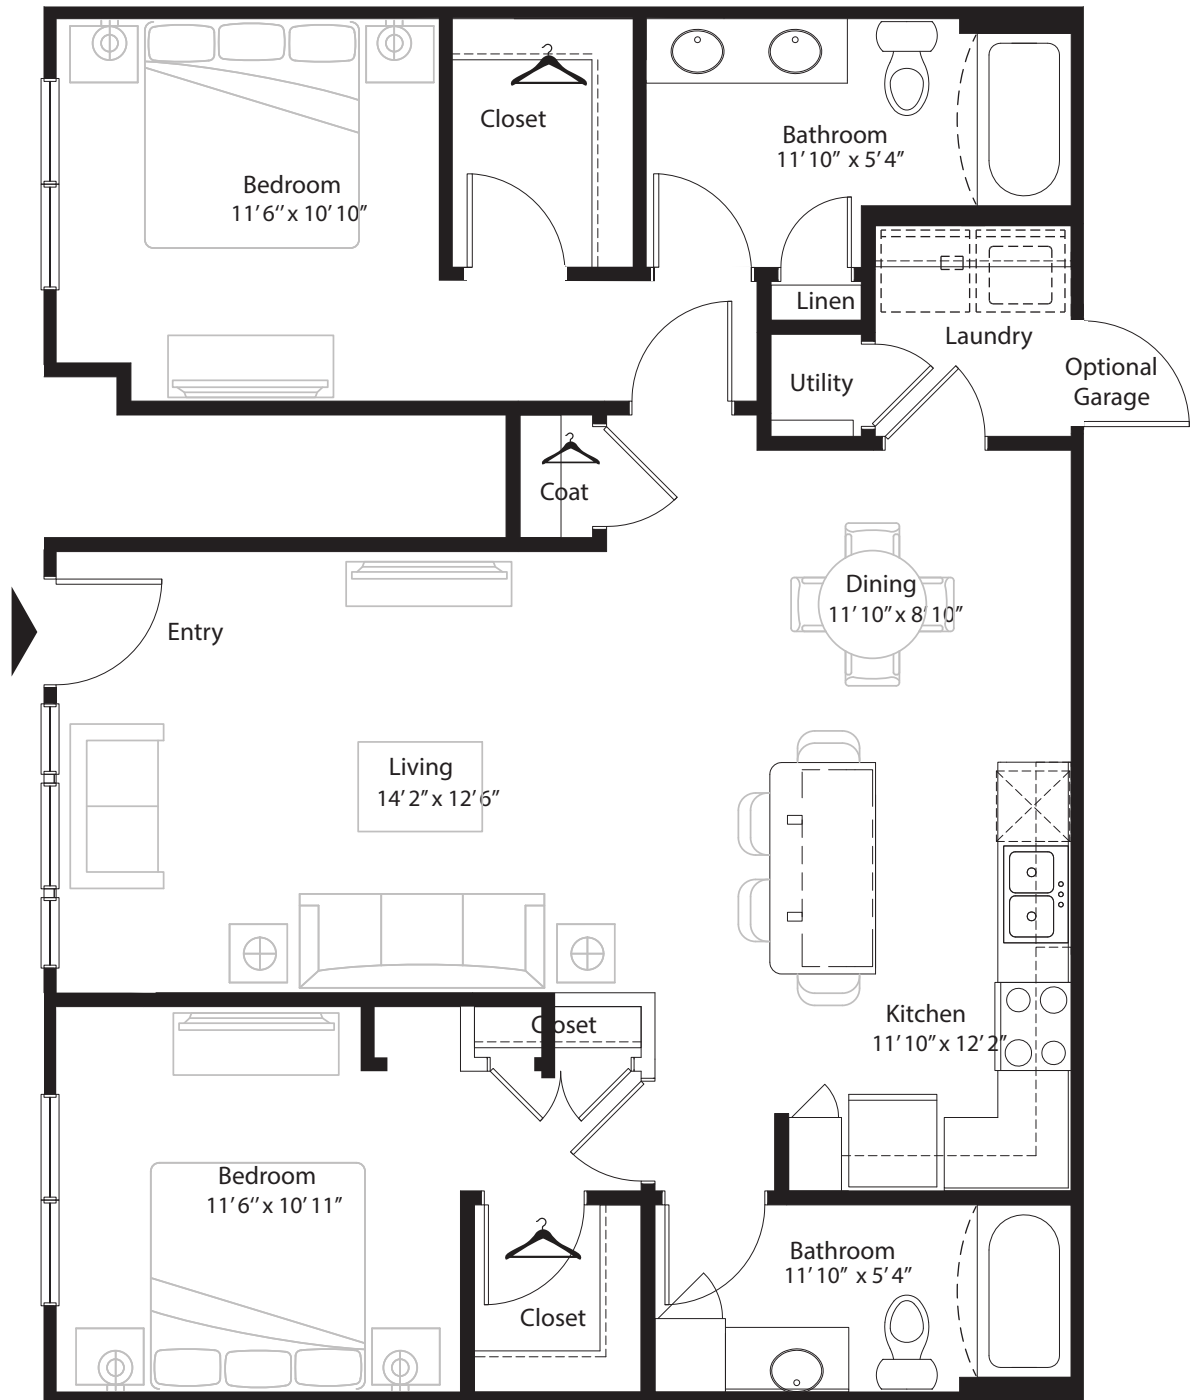 Closet
Bathroom
11' 10" x 5' 4"
Bedroom
11' 6'' x 10' 10"
Linen
Laundry
Optional
Garage
Utility
Coat
Dining
11' 10" x 8' 10"
Entry
Living
14' 2" x 12' 6"
Kitchen
11' 10" x 12' 2"
Closet
Bedroom
11' 6'' x 10' 11"
Bathroom
11' 10" x 5' 4"
Closet